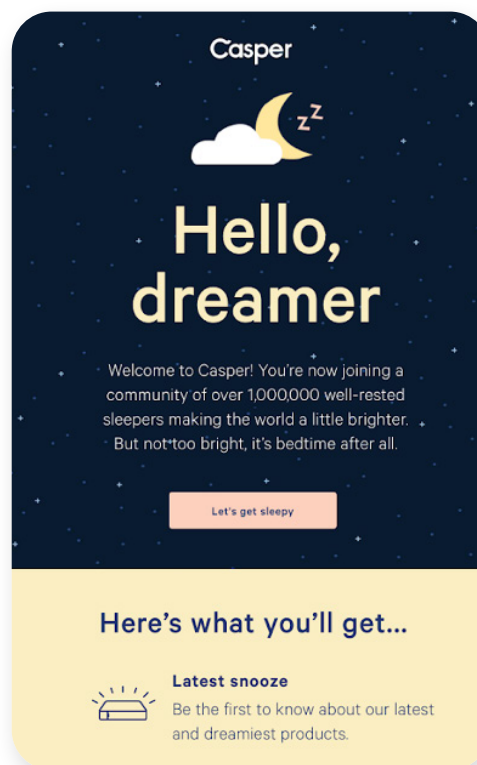 Casper
z z
Hello,
dreamer
Welcome to Casper! You're now joining a
community of over 1,000,000 well-rested
sleepers making the world a little brighter.
But not too bright, it's bedtime after all.
Let's get sleepy
Here's what you'll get...
Latest snooze
Be the first to know about our latest
and dreamiest products.